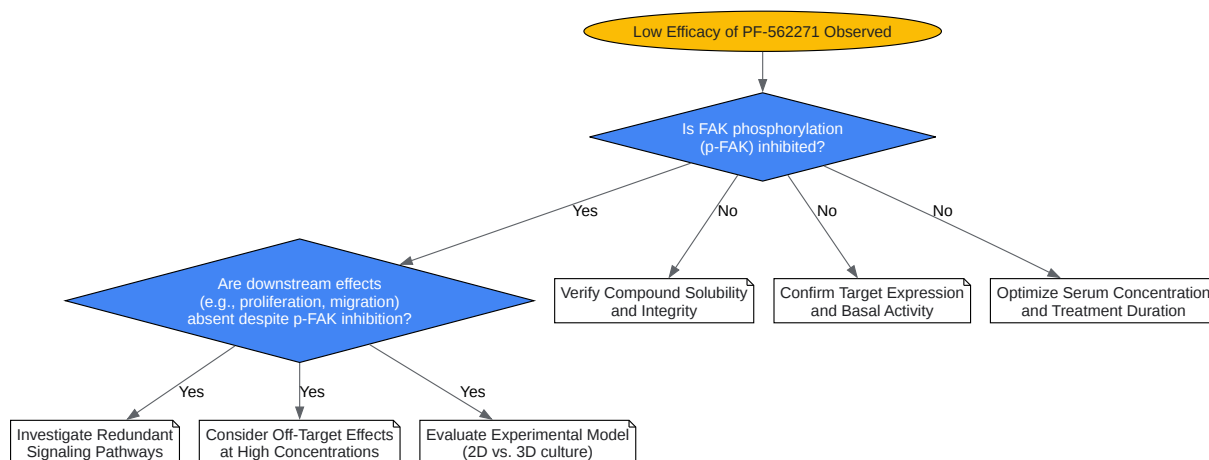 Low Efficacy of PF-562271 Observed
Is FAK phosphorylation
(p-FAK) inhibited?
Yes
No
No
No
Are downstream effects
(e.g., proliferation, migration)
absent despite p-FAK inhibition?
Verify Compound Solubility
and Integrity
Confirm Target Expression
and Basal Activity
Optimize Serum Concentration
and Treatment Duration
Yes
Yes
Yes
Investigate Redundant
Signaling Pathways
Consider Off-Target Effects
at High Concentrations
Evaluate Experimental Model
(2D vs. 3D culture)